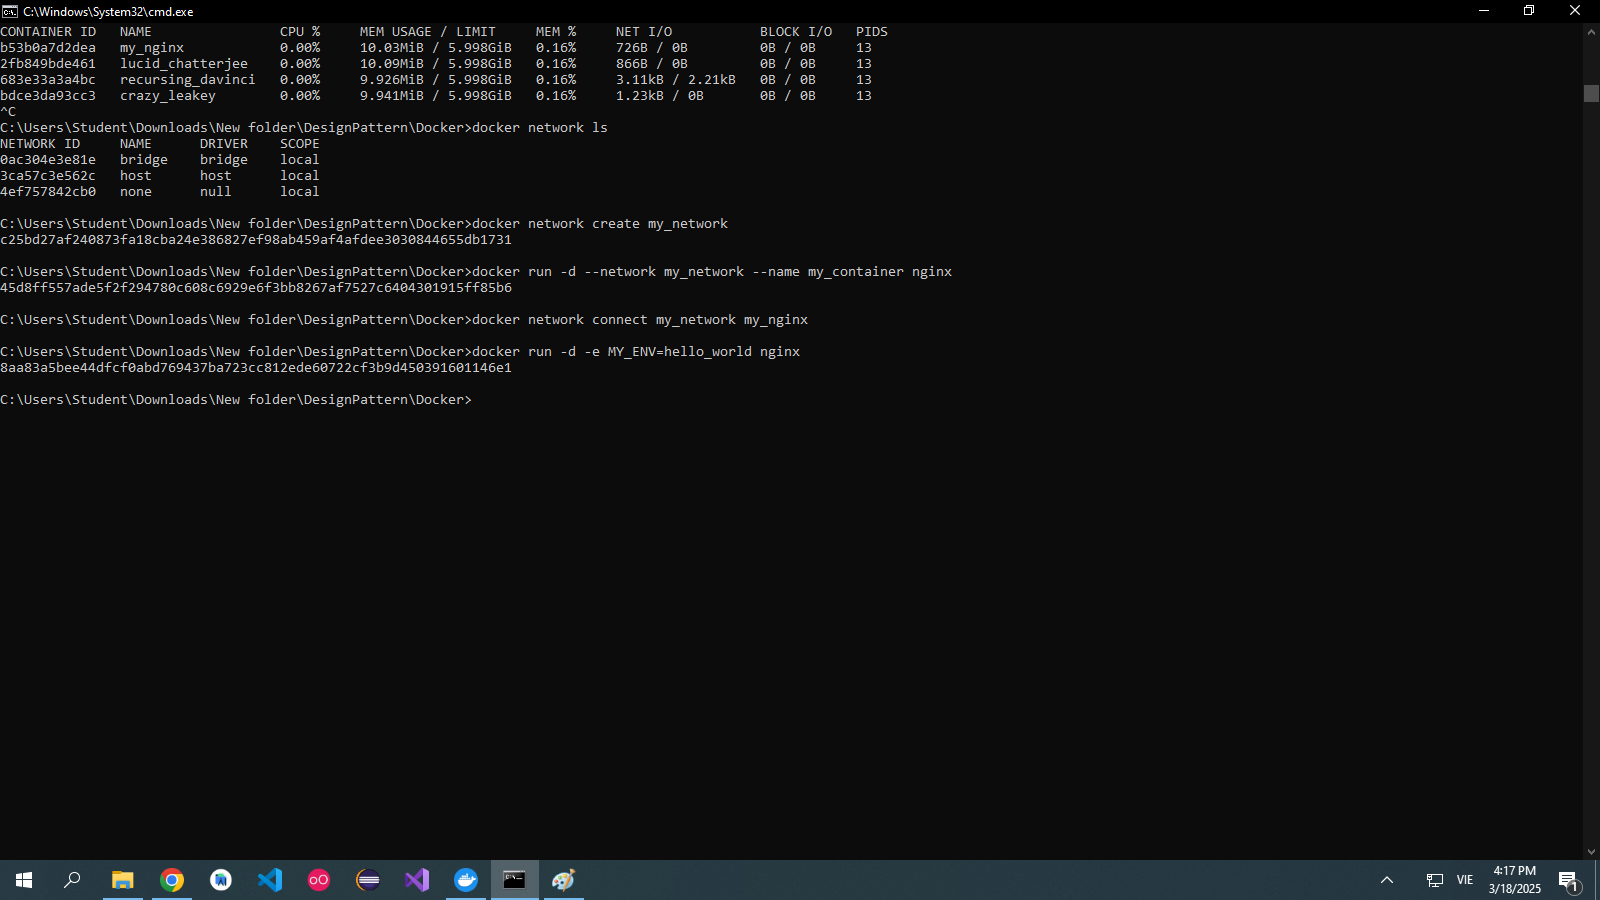 C:\Windows\System32\cmd.exe
CONTAINER ID   NAME                CPU %     MEM USAGE / LIMIT     MEM %     NET I/O           BLOCK I/O   PIDS
b53b0a7d2dea   my_nginx            0.00%     10.03MiB / 5.998GiB   0.16%     726B / 0B         0B / 0B     13
2fb849bde461   lucid_chatterjee    0.00%     10.09MiB / 5.998GiB   0.16%     866B / 0B         0B / 0B     13
683e33a3a4bc   recursing_davinci   0.00%     9.926MiB / 5.998GiB   0.16%     3.11kB / 2.21kB   0B / 0B     13
bdce3da93cc3   crazy_leakey        0.00%     9.941MiB / 5.998GiB   0.16%     1.23kB / 0B       0B / 0B     13
^C
C:\Users\Student\Downloads\New folder\DesignPattern\Docker>docker network ls
NETWORK ID     NAME      DRIVER    SCOPE
0ac304e3e81e   bridge    bridge    local
3ca57c3e562c   host      host      local
4ef757842cb0   none      null      local
C:\Users\Student\Downloads\New folder\DesignPattern\Docker>docker network create my_network
c25bd27af240873fa18cba24e386827ef98ab459af4afdee3030844655db1731
C:\Users\Student\Downloads\New folder\DesignPattern\Docker>docker run -d --network my_network --name my_container nginx
45d8ff557ade5f2f294780c608c6929e6f3bb8267af7527c6404301915ff85b6
C:\Users\Student\Downloads\New folder\DesignPattern\Docker>docker network connect my_network my_nginx
C:\Users\Student\Downloads\New folder\DesignPattern\Docker>docker run -d -e MY_ENV=hello_world nginx
8aa83a5bee44dfcf0abd769437ba723cc812ede60722cf3b9d450391601146e1
C:\Users\Student\Downloads\New folder\DesignPattern\Docker>
VIE
4:17 PM
3/18/2025
1